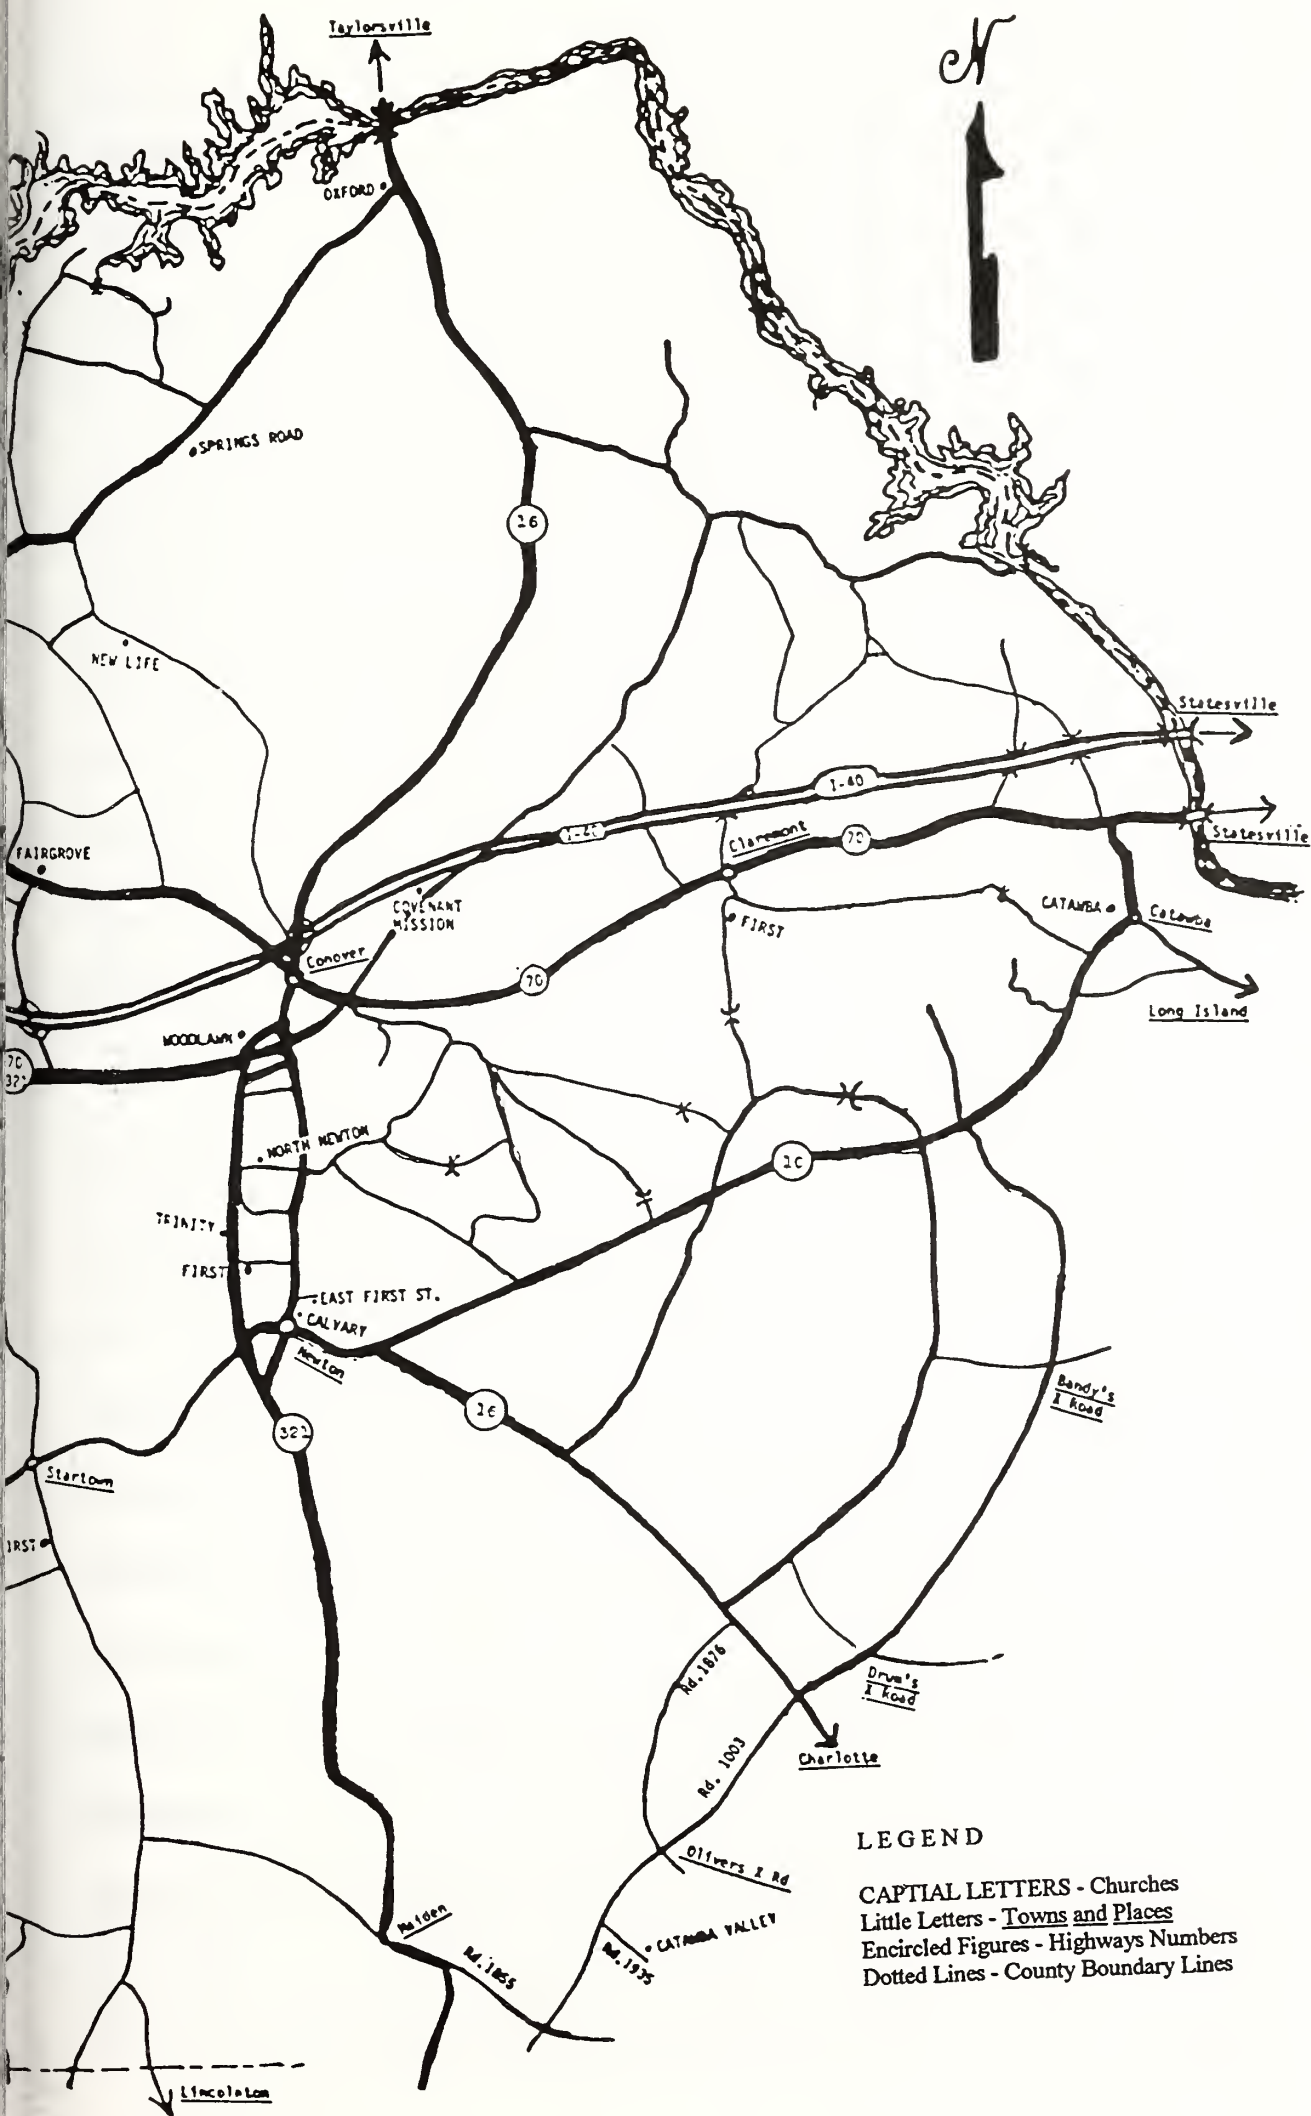 Taylorsville
N
OXFORD
SPRINGS ROAD
16
NEW LIFE
Statesville
I-40
I-40
Claremont
70
Statesville
FAIRGROVE
COVENANT
MISSION
CATAWBA
Catawba
FIRST
Conover
70
Long Island
WOODLAWN
70
321
NORTH NEWTON
10
TRINITY
FIRST
EAST FIRST ST.
CALVARY
Newton
Bandy's
X Road
16
321
Startown
IRST
Rd.1876
Drum's
X Road
Rd. 1003
Charlotte
Olivers X Rd
Maiden
Rd.1855
CATAWBA VALLEY
Rd.1935
LEGEND
CAPTIAL LETTERS - Churches
Little Letters - Towns and Places
Encircled Figures - Highways Numbers
Dotted Lines - County Boundary Lines
Lincolnton